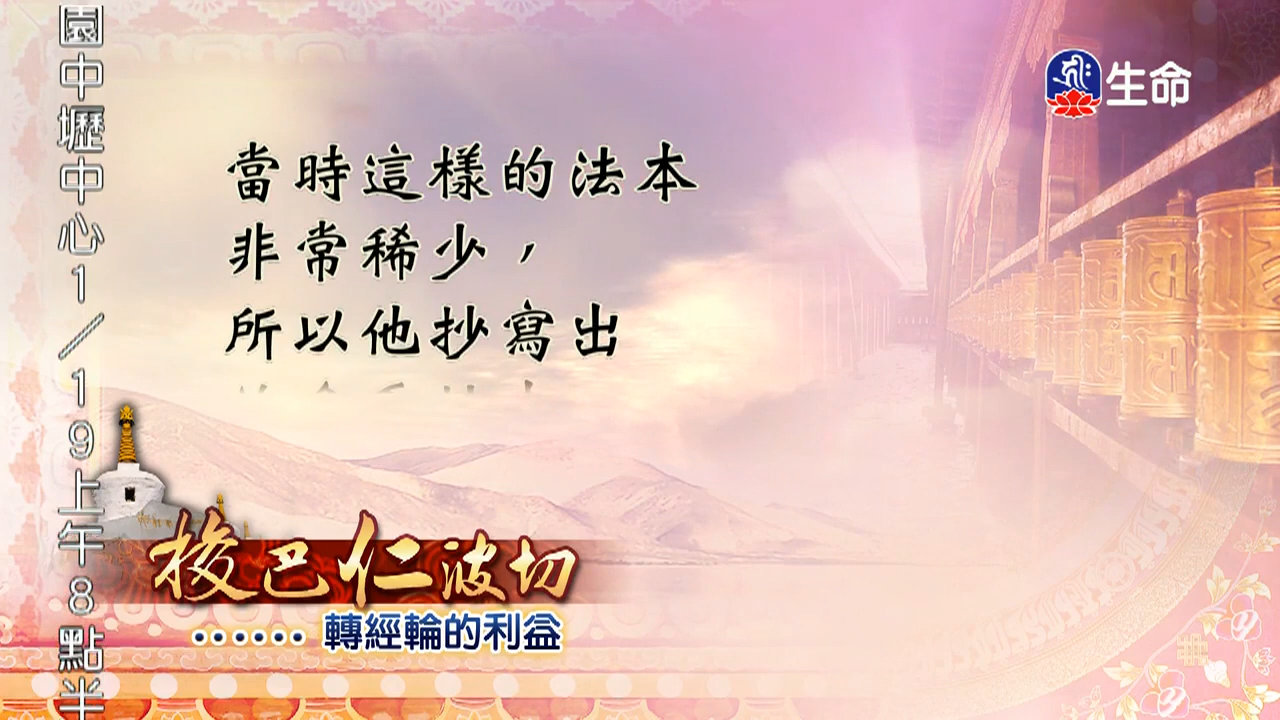 園中壢中心1／19上午8點半
生命
當時這樣的法本
非常稀少，
所以他抄寫出
梭巴仁波切
……轉經輪的利益